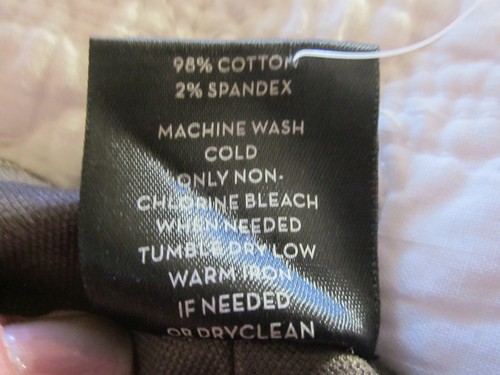 98% COTTON
2% SPANDEX
MACHINE WASH
COLD
ONLY NON-
CHLORINE BLEACH
WHEN NEEDED
TUMBLE DRY LOW
WARM IRON
IF NEEDED
OR DRYCLEAN